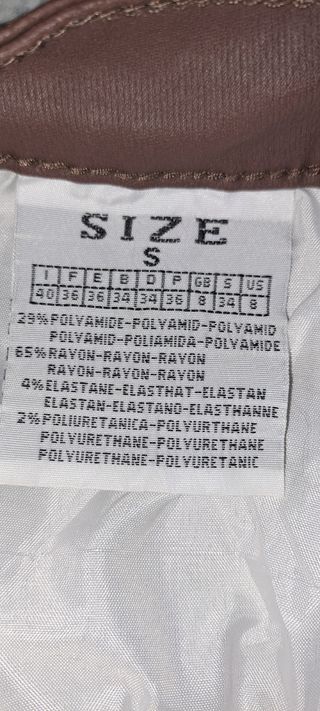 SIZE
S
I F E B D P GB S US
40 36 36 34 34 36 8 34 8
29% POLYAMIDE-POLYAMID-POLYAMID
POLYAMID-POLIAMIDA-POLYAMIDE
65% RAYON-RAYON-RAYON
RAYON-RAYON-RAYON
4% ELASTANE-ELASTHAT-ELASTAN
ELASTAN-ELASTANO-ELASTHANNE
2% POLIURETANICA-POLYURTHANE
POLYURETHANE-POLYURETHANE
POLYURETHANE-POLYURETANIC